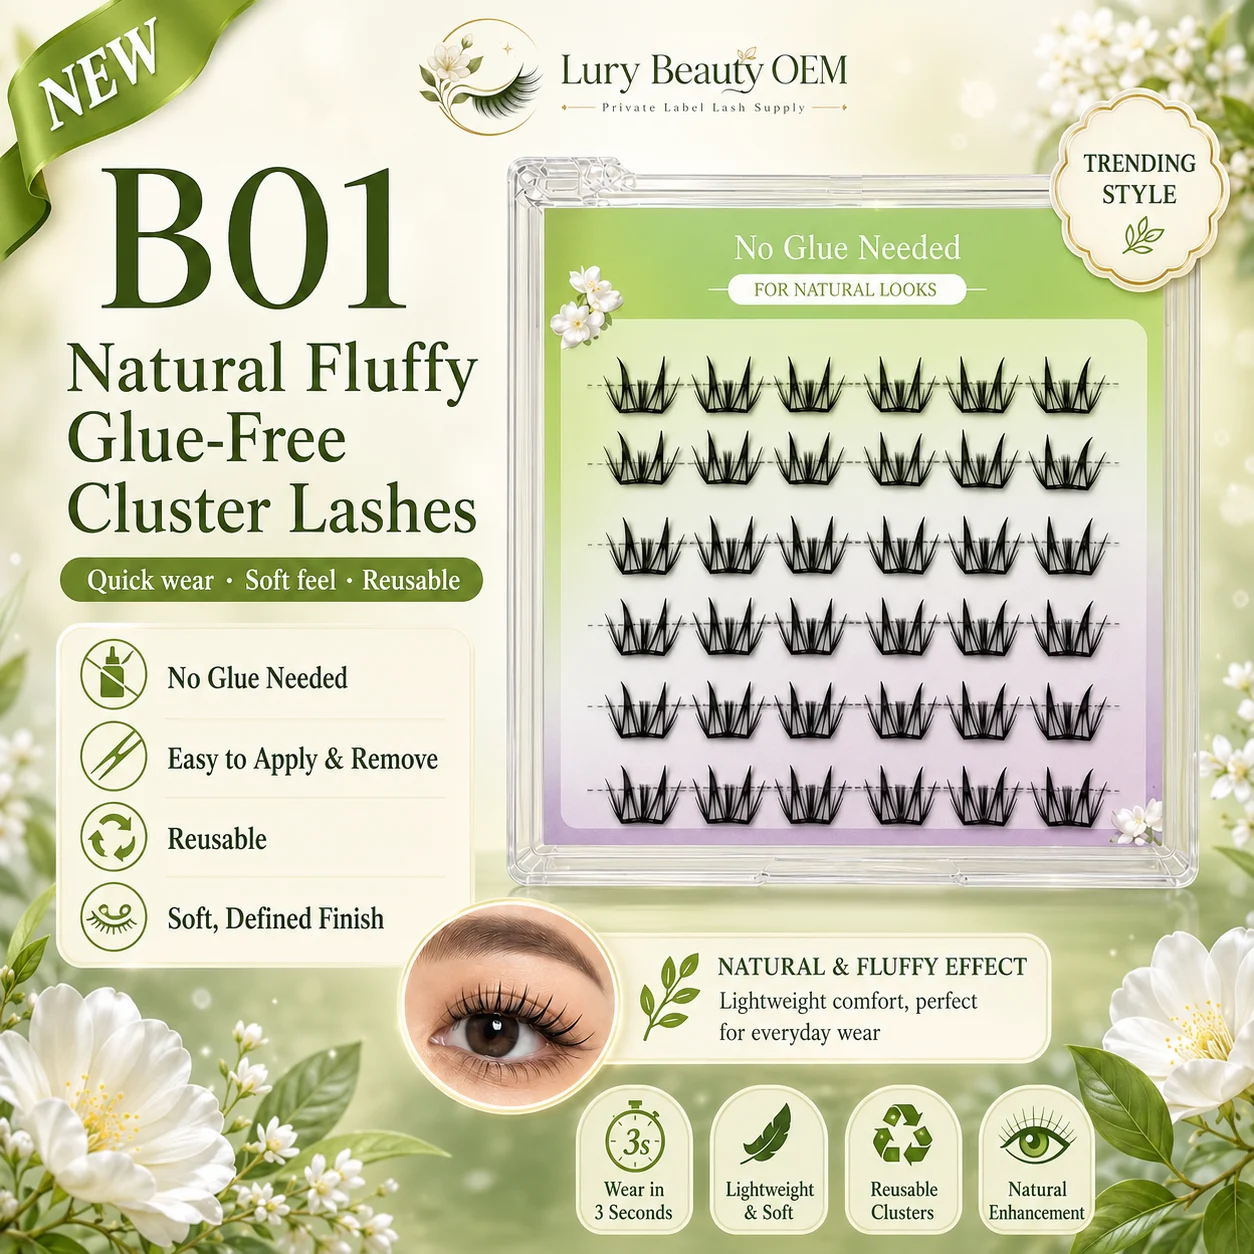 NEW
Lury Beauty OEM
Private Label Lash Supply
B01
Natural Fluffy
Glue-Free
Cluster Lashes
Quick wear · Soft feel · Reusable
No Glue Needed
Easy to Apply & Remove
Reusable
Soft, Defined Finish
TRENDING
STYLE
No Glue Needed
FOR NATURAL LOOKS
NATURAL & FLUFFY EFFECT
Lightweight comfort, perfect
for everyday wear
3s
Wear in
3 Seconds
Lightweight
& Soft
Reusable
Clusters
Natural
Enhancement